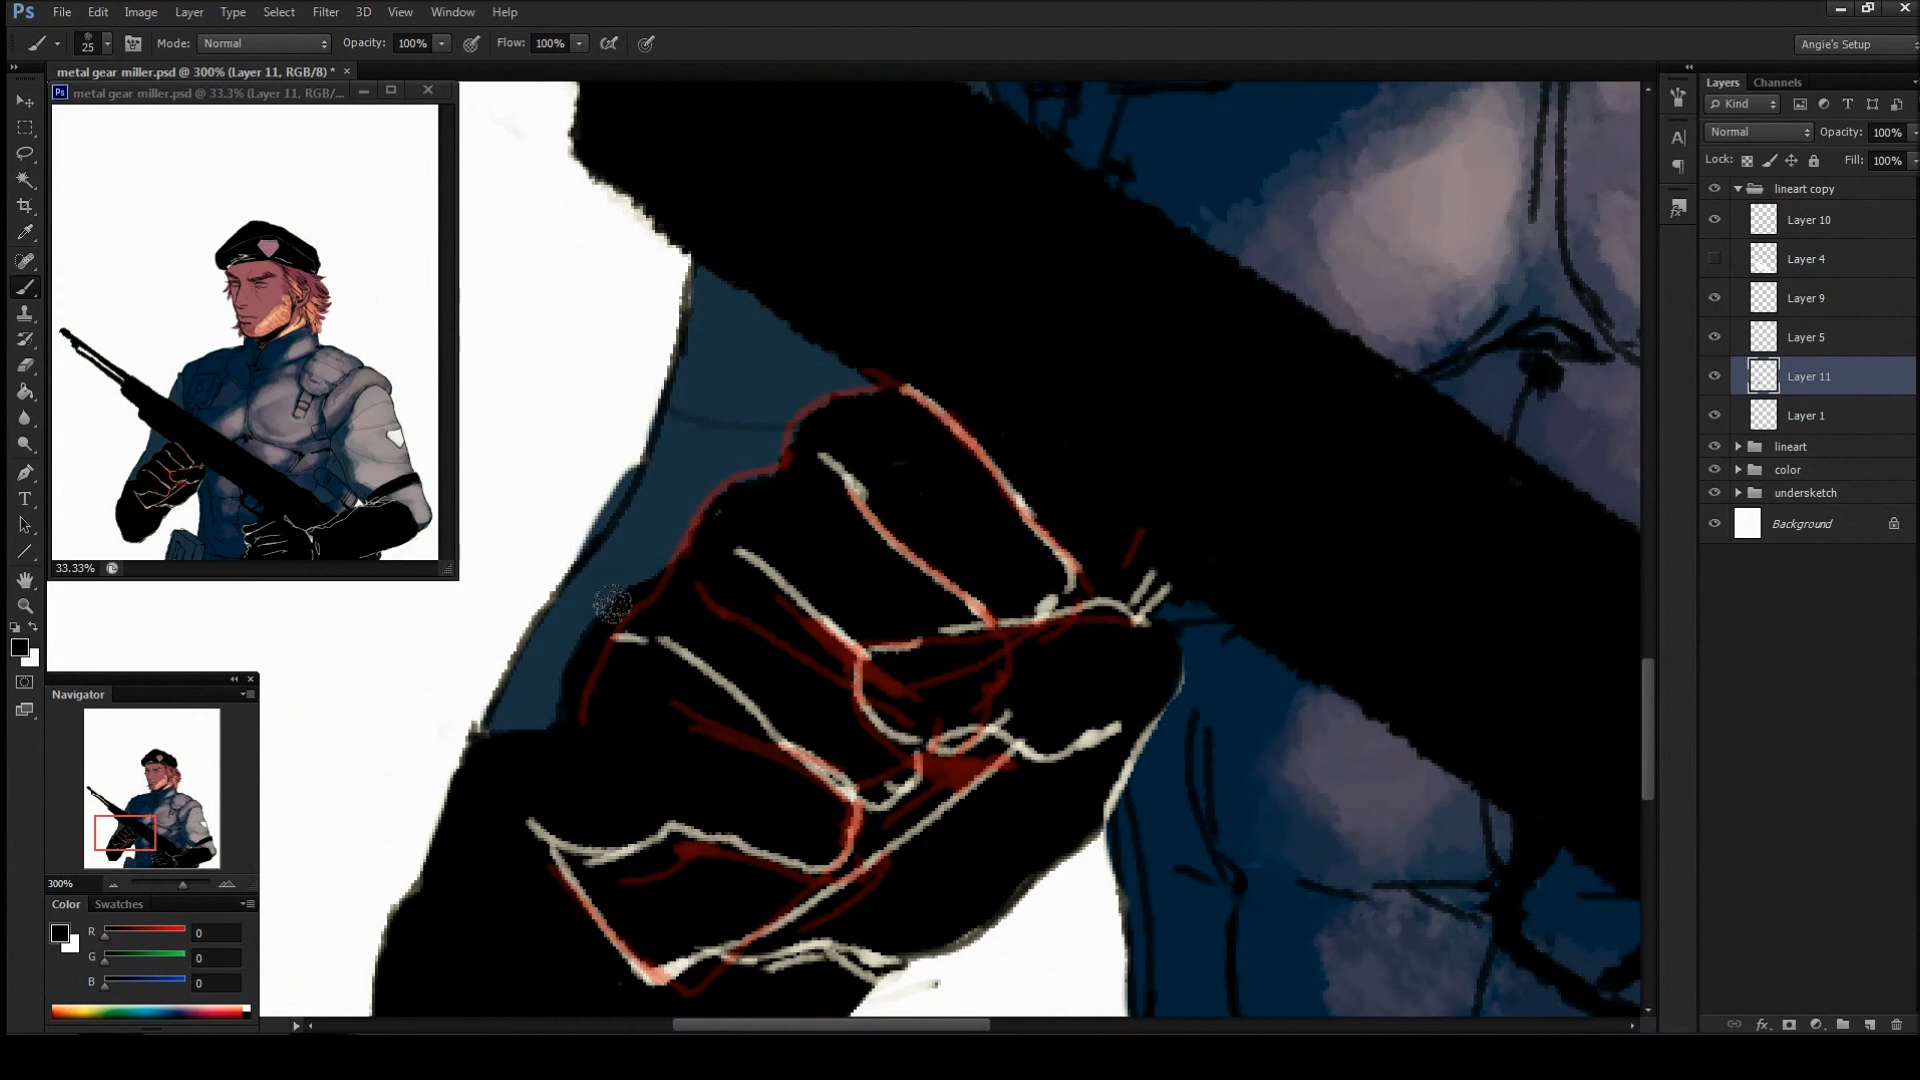 Ps File Edit Image Layer Type Select Filter 3D View Window Help
25 Mode: Normal Opacity: 100% Flow: 100% Angie's Setup
metal gear miller.psd @ 300% (Layer 11, RGB/8) * ×
Ps metal gear miller.psd @ 33.3% (Layer 11, RGB/...
33.33%
Navigator
300%
Color Swatches
R 0
G 0
B 0
Layers Channels
Kind
Normal Opacity: 100%
Lock: Fill: 100%
lineart copy
Layer 10
Layer 4
Layer 9
Layer 5
Layer 11
Layer 1
lineart
color
undersketch
Background
fx